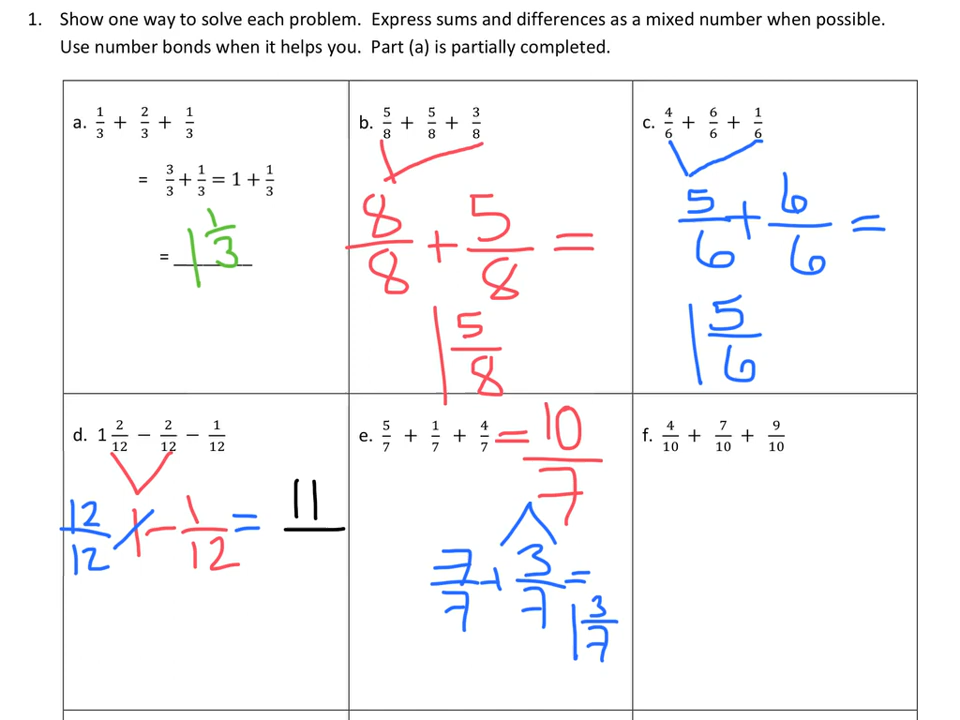 1. Show one way to solve each problem. Express sums and differences as a mixed number when possible.
Use number bonds when it helps you. Part (a) is partially completed.
a. 1/3 + 2/3 + 1/3
= 3/3 + 1/3 = 1 + 1/3
= 1 1/3
b. 5/8 + 5/8 + 3/8
8/8 + 5/8 =
1 5/8
c. 4/6 + 6/6 + 1/6
5/6 + 6/6 =
1 5/6
d. 1 2/12 − 2/12 − 1/12
12/12 − 1/12 = 11
e. 5/7 + 1/7 + 4/7 = 10/7
7/7 + 3/7 =
1 3/7
f. 4/10 + 7/10 + 9/10